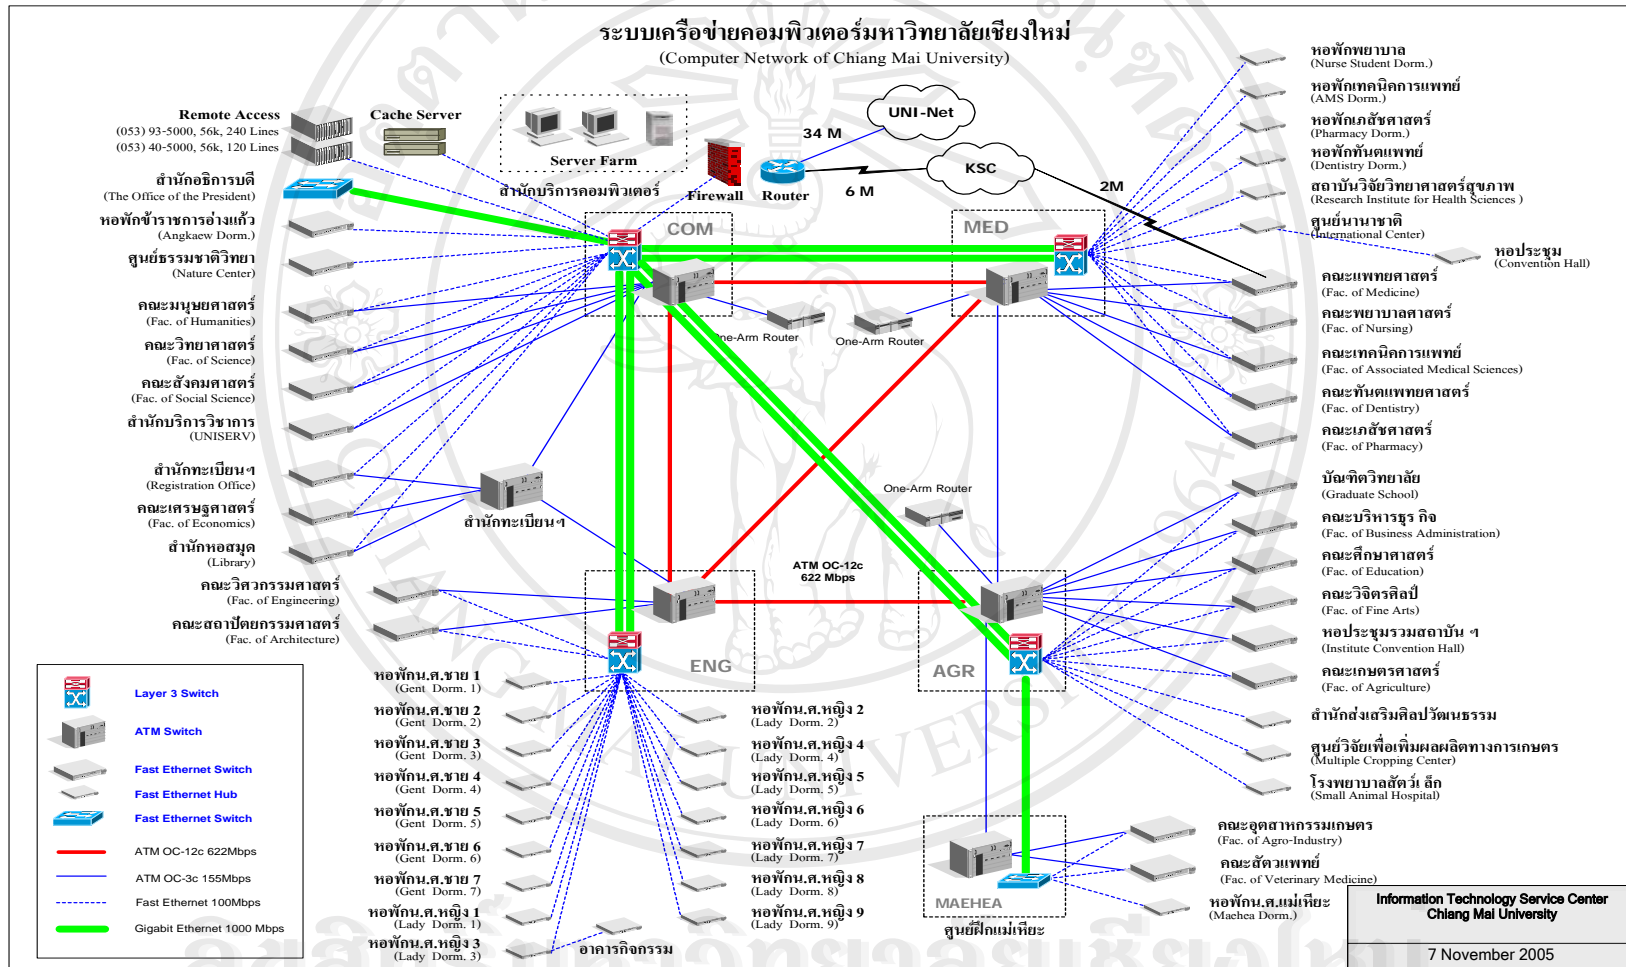 ระบบเครือข่ายคอมพิวเตอร์มหาวิทยาลัยเชียงใหม่
(Computer Network of Chiang Mai University)
Remote Access
(053) 93-5000, 56k, 240 Lines
(053) 40-5000, 56k, 120 Lines
Cache Server
Server Farm
สำนักบริการคอมพิวเตอร์
Firewall
Router
34 M
6 M
2M
UNI-Net
KSC
สำนักอธิการบดี
(The Office of the President)
หอพักข้าราชการอ่างแก้ว
(Angkaew Dorm.)
ศูนย์ธรรมชาติวิทยา
(Nature Center)
คณะมนุษยศาสตร์
(Fac. of Humanities)
คณะวิทยาศาสตร์
(Fac. of Science)
คณะสังคมศาสตร์
(Fac. of Social Science)
สำนักบริการวิชาการ
(UNISERV)
สำนักทะเบียนฯ
(Registration Office)
คณะเศรษฐศาสตร์
(Fac. of Economics)
สำนักหอสมุด
(Library)
คณะวิศวกรรมศาสตร์
(Fac. of Engineering)
คณะสถาปัตยกรรมศาสตร์
(Fac. of Architecture)
COM
MED
One-Arm Router
One-Arm Router
สำนักทะเบียนฯ
One-Arm Router
ATM OC-12c
622 Mbps
ENG
AGR
หอพักพยาบาล
(Nurse Student Dorm.)
หอพักเทคนิคการแพทย์
(AMS Dorm.)
หอพักเภสัชศาสตร์
(Pharmacy Dorm.)
หอพักทันตแพทย์
(Dentistry Dorm.)
สถาบันวิจัยวิทยาศาสตร์สุขภาพ
(Research Institute for Health Sciences )
ศูนย์นานาชาติ
(International Center)
หอประชุม
(Convention Hall)
คณะแพทยศาสตร์
(Fac. of Medicine)
คณะพยาบาลศาสตร์
(Fac. of Nursing)
คณะเทคนิคการแพทย์
(Fac. of Associated Medical Sciences)
คณะทันตแพทยศาสตร์
(Fac. of Dentistry)
คณะเภสัชศาสตร์
(Fac. of Pharmacy)
บัณฑิตวิทยาลัย
(Graduate School)
คณะบริหารธุร กิจ
(Fac. of Business Administration)
คณะศึกษาศาสตร์
(Fac. of Education)
คณะวิจิตรศิลป์
(Fac. of Fine Arts)
หอประชุมรวมสถาบัน ฯ
(Institute Convention Hall)
คณะเกษตรศาสตร์
(Fac. of Agriculture)
สำนักส่งเสริมศิลปวัฒนธรรม
ศูนย์วิจัยเพื่อเพิ่มผลผลิตทางการเกษตร
(Multiple Cropping Center)
โรงพยาบาลสัตว์เ ล็ก
(Small Animal Hospital)
Layer 3 Switch
ATM Switch
Fast Ethernet Switch
Fast Ethernet Hub
Fast Ethernet Switch
ATM OC-12c 622Mbps
ATM OC-3c 155Mbps
Fast Ethernet 100Mbps
Gigabit Ethernet 1000 Mbps
หอพักน.ศ.ชาย 1
(Gent Dorm. 1)
หอพักน.ศ.ชาย 2
(Gent Dorm. 2)
หอพักน.ศ.ชาย 3
(Gent Dorm. 3)
หอพักน.ศ.ชาย 4
(Gent Dorm. 4)
หอพักน.ศ.ชาย 5
(Gent Dorm. 5)
หอพักน.ศ.ชาย 6
(Gent Dorm. 6)
หอพักน.ศ.ชาย 7
(Gent Dorm. 7)
หอพักน.ศ.หญิง 1
(Lady Dorm. 1)
หอพักน.ศ.หญิง 3
(Lady Dorm. 3)
หอพักน.ศ.หญิง 2
(Lady Dorm. 2)
หอพักน.ศ.หญิง 4
(Lady Dorm. 4)
หอพักน.ศ.หญิง 5
(Lady Dorm. 5)
หอพักน.ศ.หญิง 6
(Lady Dorm. 6)
หอพักน.ศ.หญิง 7
(Lady Dorm. 7)
หอพักน.ศ.หญิง 8
(Lady Dorm. 8)
หอพักน.ศ.หญิง 9
(Lady Dorm. 9)
อาคารกิจกรรม
MAEHEA
ศูนย์ฝึกแม่เหียะ
คณะอุตสาหกรรมเกษตร
(Fac. of Agro-Industry)
คณะสัตวแพทย์
(Fac. of Veterinary Medicine)
หอพักน.ศ.แม่เหียะ
(Maehea Dorm.)
Information Technology Service Center
Chiang Mai University
7 November 2005
CHIANG MAI UNIVERSITY 1964